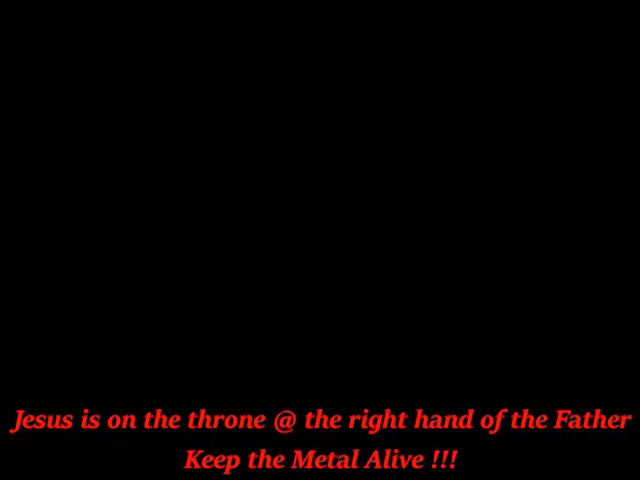 Jesus is on the throne @ the right hand of the Father
Keep the Metal Alive !!!